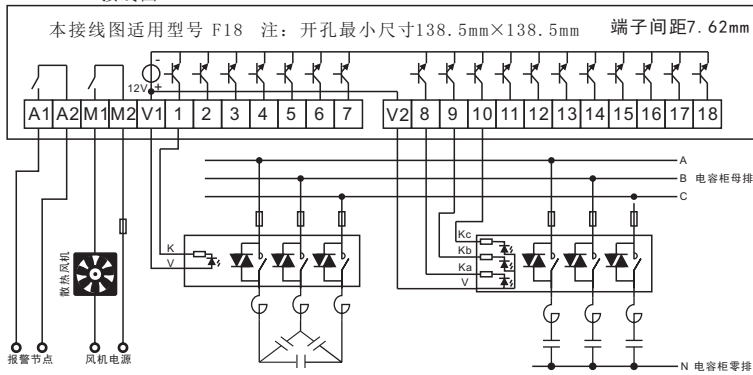 本接线图适用型号 F18 注：开孔最小尺寸138.5mm×138.5mm 端子间距7.62mm
-
12V +
A1 A2 M1 M2 V1 1 2 3 4 5 6 7 V2 8 9 10 11 12 13 14 15 16 17 18
A
B 电容柜母排
C
K
V
Kc
Kb
Ka
V
散热风机
报警节点 风机电源
N 电容柜零排